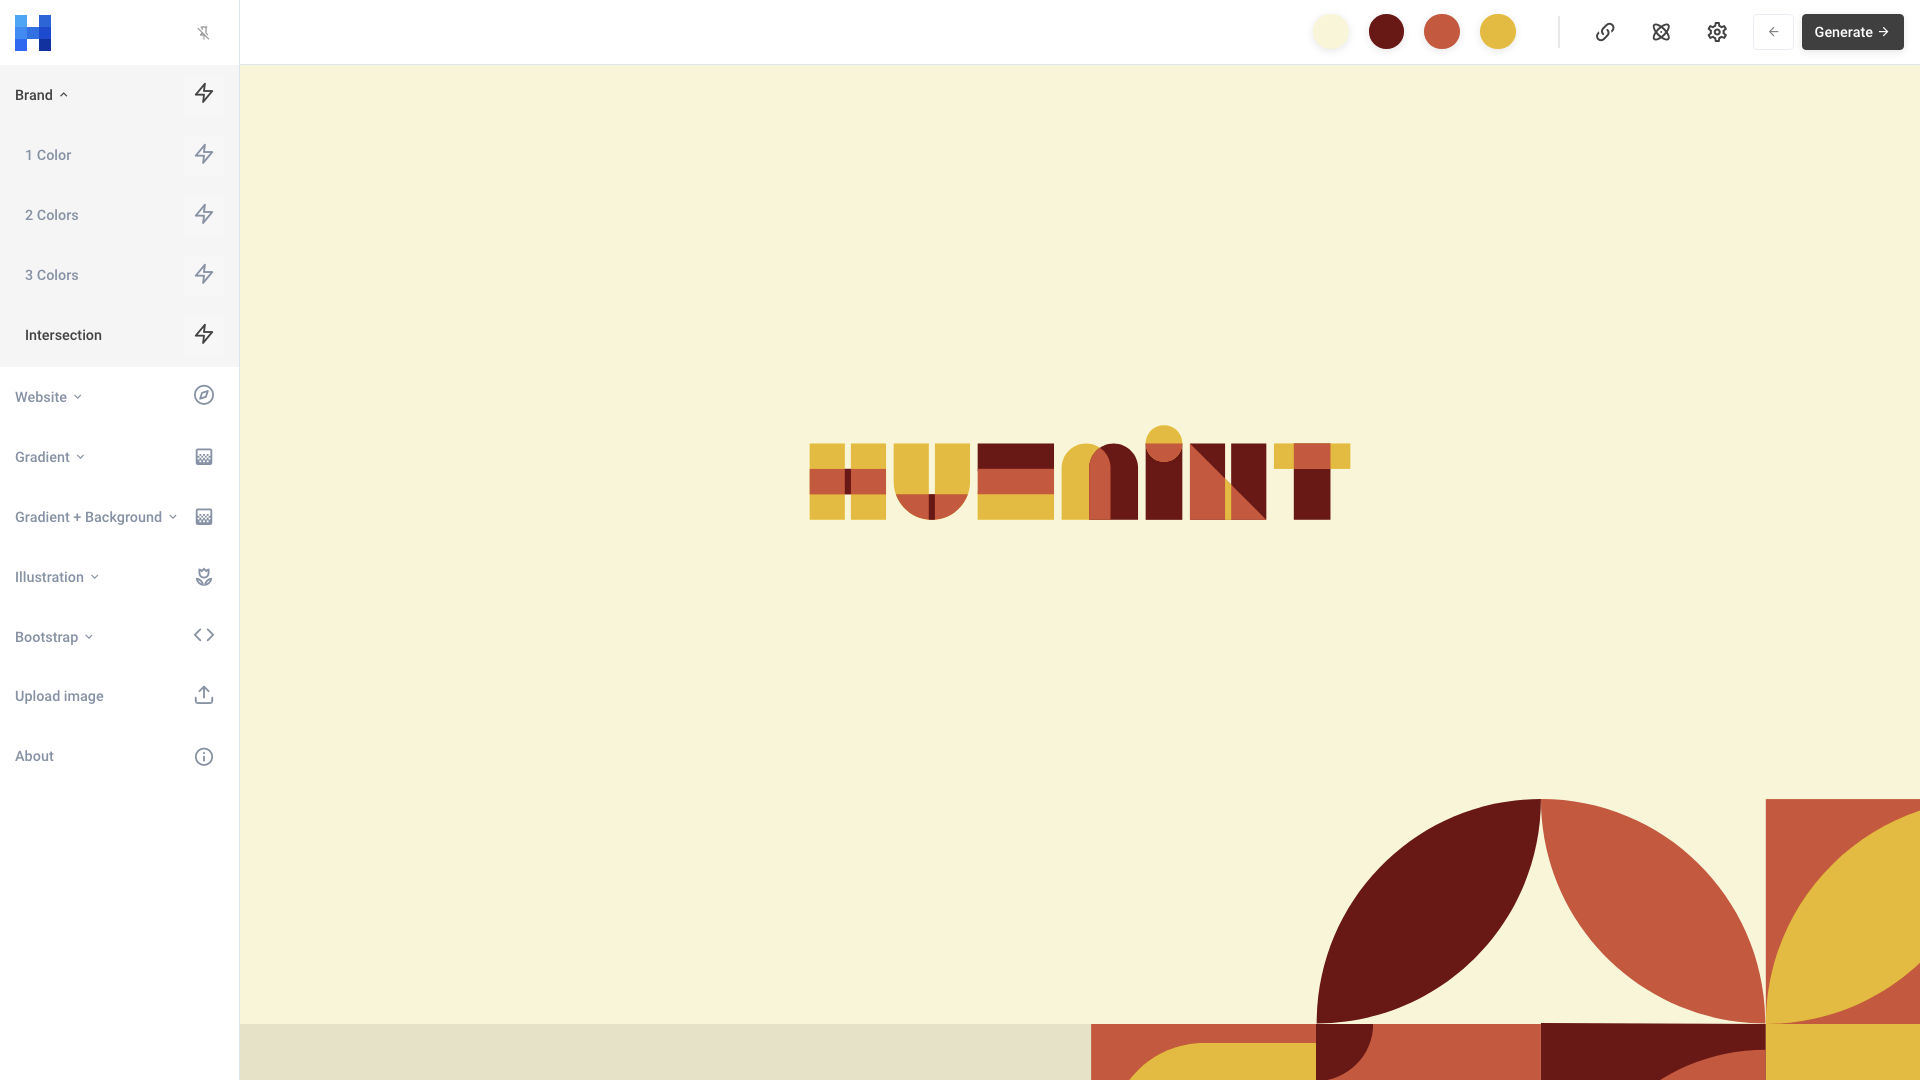 Generate
Brand
1 Color
2 Colors
3 Colors
Intersection
Website
Gradient
Gradient + Background
Illustration
Bootstrap
Upload image
About
HUEMiNT